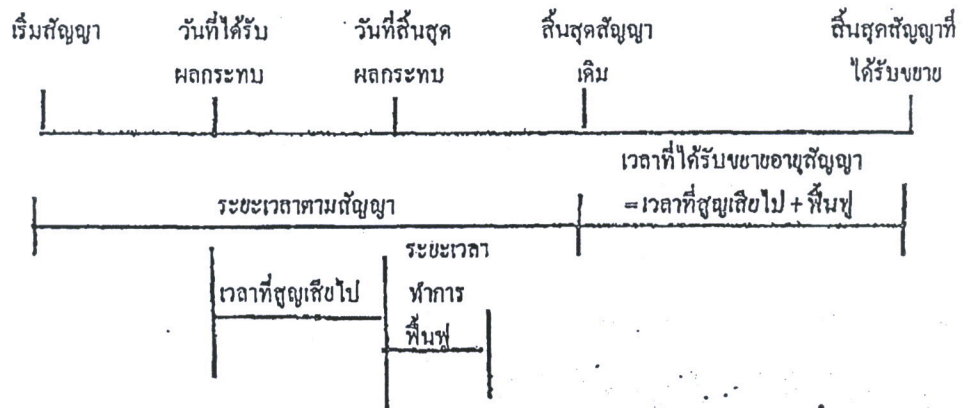 เริ่มสัญญา วันที่ได้รับ วันที่สิ้นสุด สิ้นสุดสัญญา สิ้นสุดสัญญาที่
ผลกระทบ ผลกระทบ เดิม ได้รับขยาย
เวลาที่ได้รับขยายอายุสัญญา
ระยะเวลาตามสัญญา =เวลาที่สูญเสียไป + ฟื้นฟู
ระยะเวลา
เวลาที่สูญเสียไป ทำการ
ฟื้นฟู